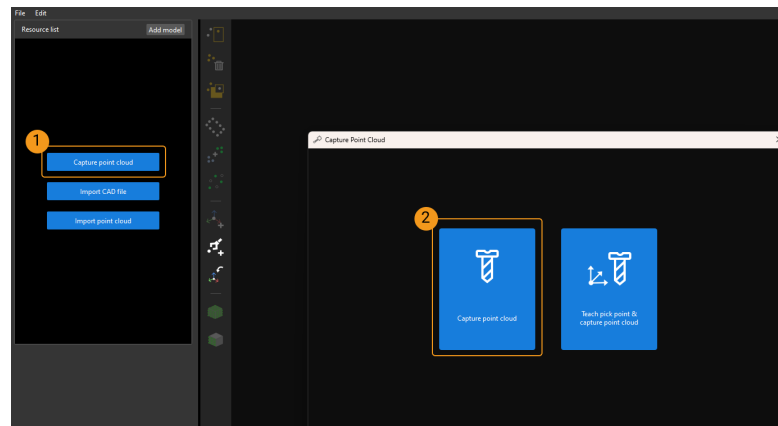 File Edit
Resource list Add model
1
Capture point cloud
Import CAD file
Import point cloud
Capture Point Cloud
2
Capture point cloud
Teach pick point &
capture point cloud